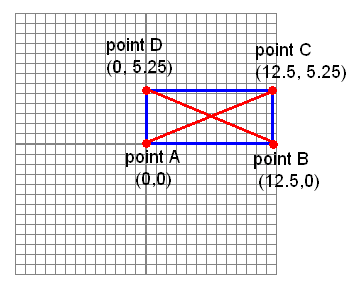 point D
(0, 5.25)
point C
(12.5, 5.25)
point A
(0,0)
point B
(12.5,0)